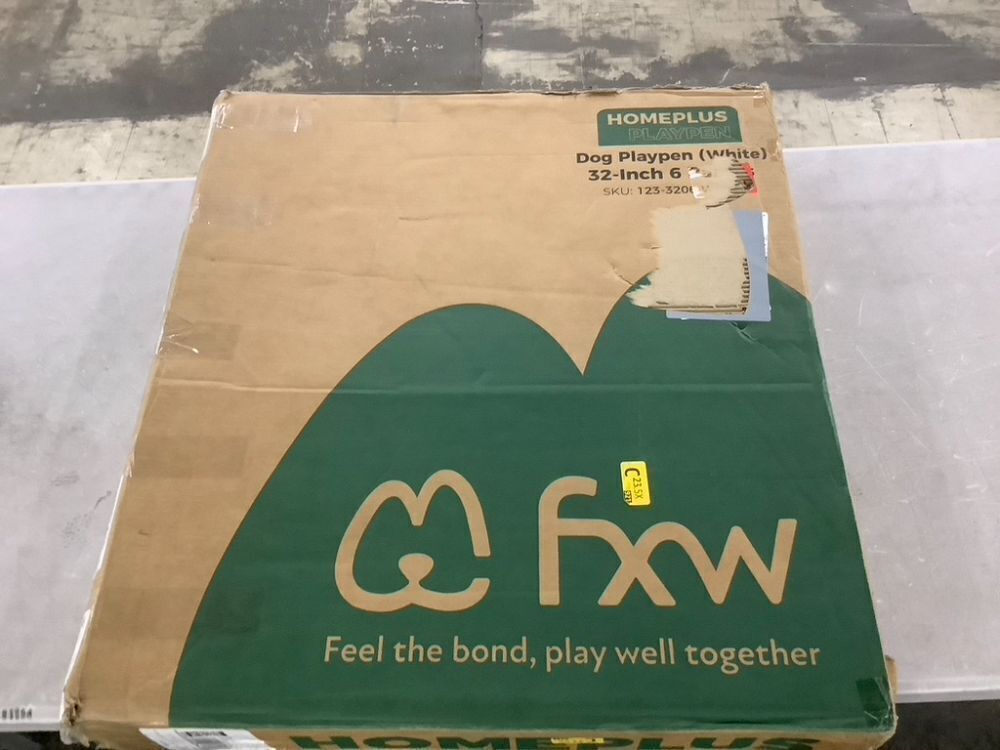 HOMEPLUS
PLAYPEN
Dog Playpen (White)
32-Inch 6
SKU: 123-320
C 23.5X
fxw
Feel the bond, play well together
HOMEPLUS